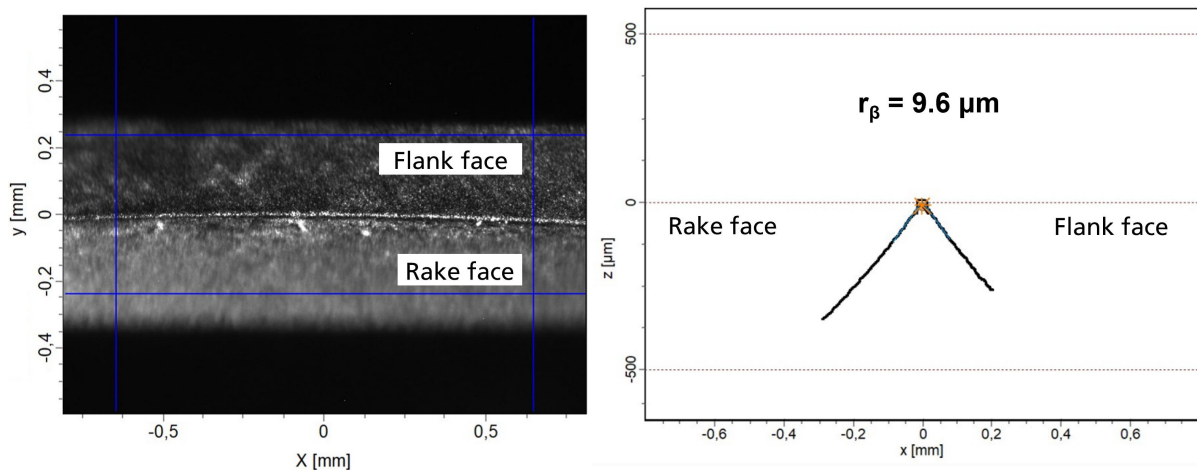 0,4
0,2
0
-0,2
-0,4
y [mm]
Flank face
Rake face
-0,5
0
0,5
X [mm]
500
0
-500
z [µm]
rβ = 9.6 µm
Rake face
Flank face
-0,6
-0,4
-0,2
0
0,2
0,4
0,6
x [mm]